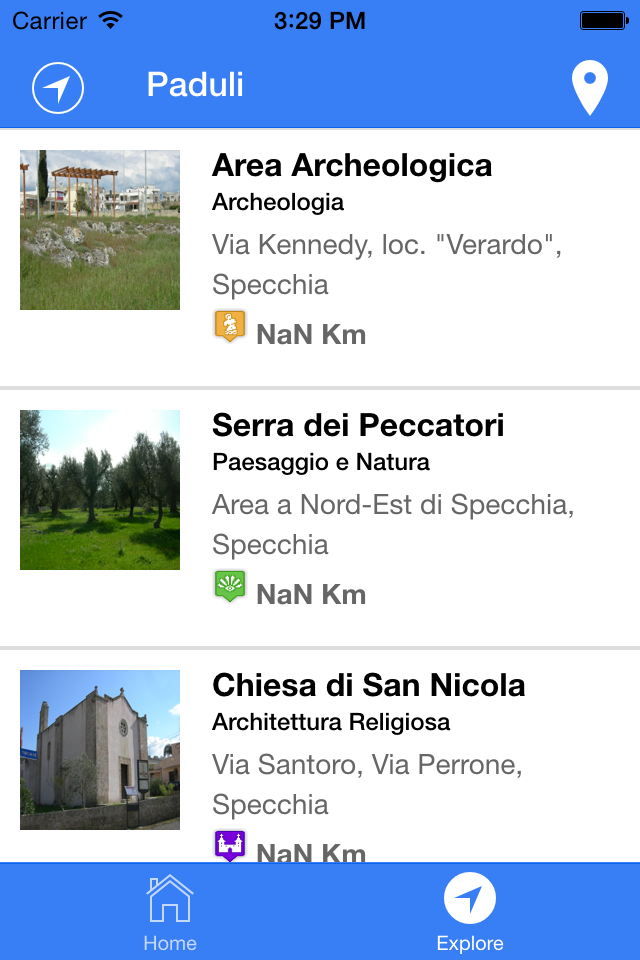 Carrier 3:29 PM
Paduli
Area Archeologica
Archeologia
Via Kennedy, loc. "Verardo",
Specchia
NaN Km
Serra dei Peccatori
Paesaggio e Natura
Area a Nord-Est di Specchia,
Specchia
NaN Km
Chiesa di San Nicola
Architettura Religiosa
Via Santoro, Via Perrone,
Specchia
NaN Km
Home Explore